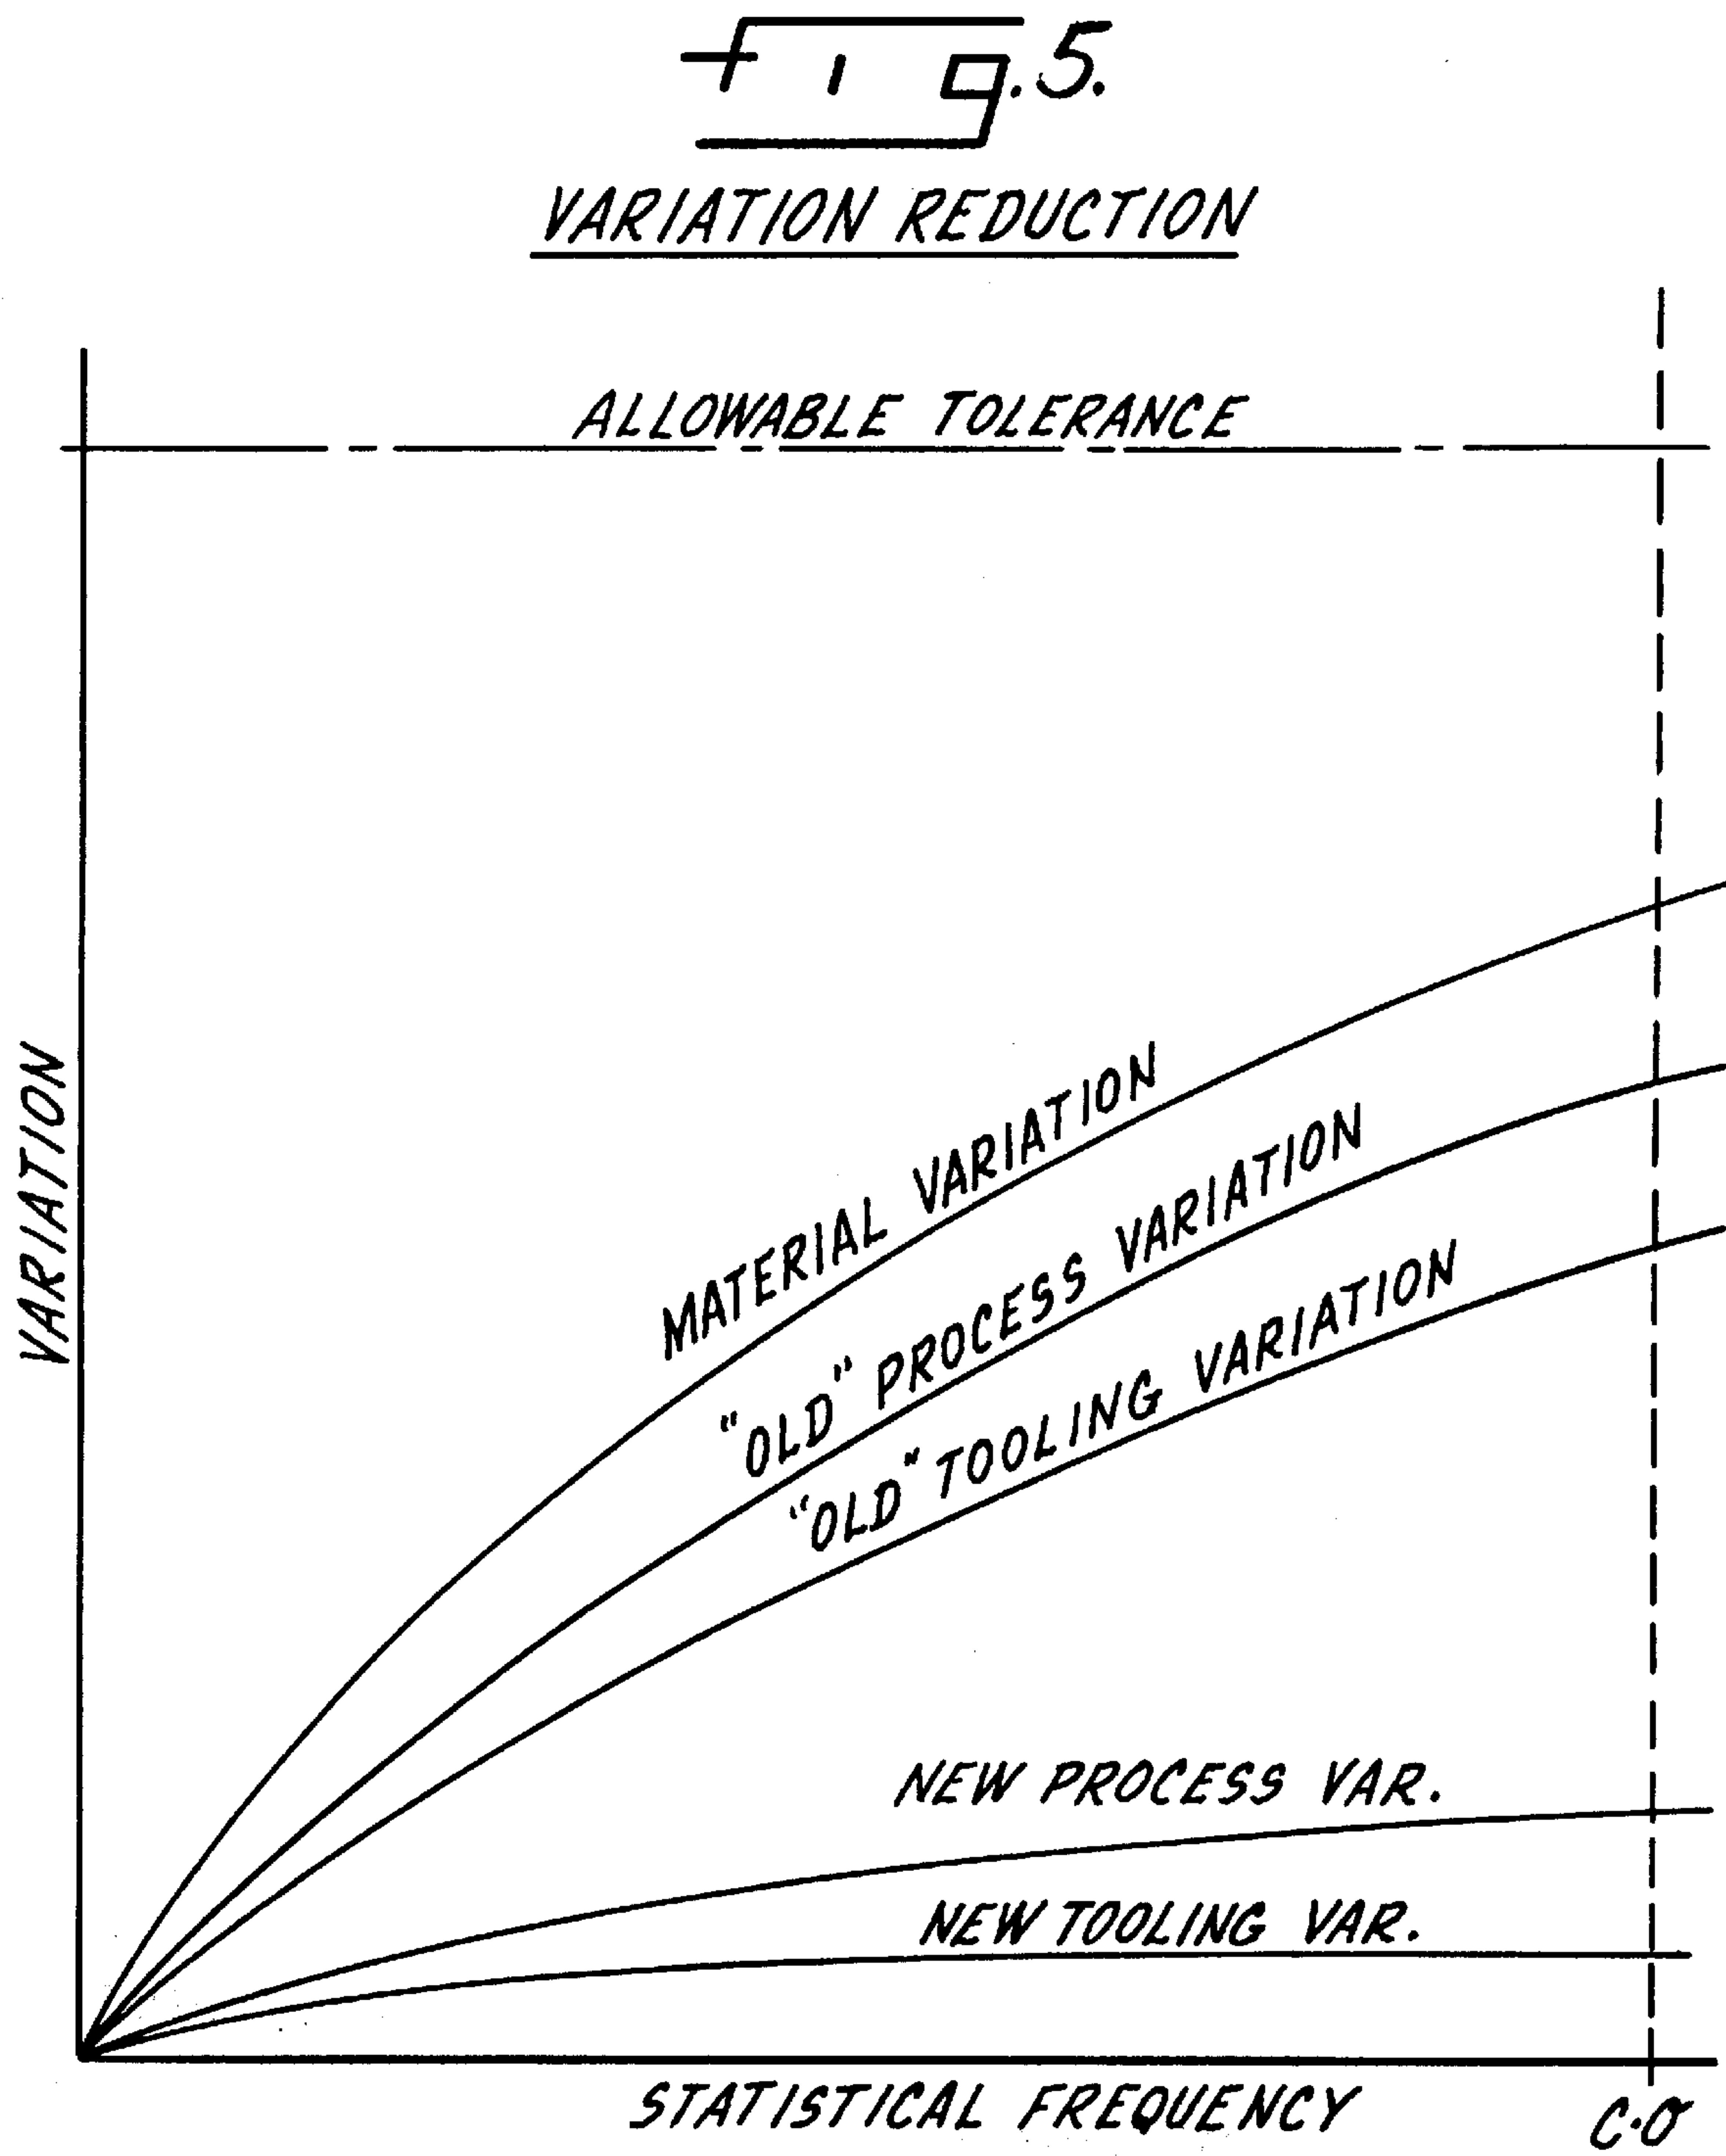 Fig. 5.
VARIATION REDUCTION
ALLOWABLE TOLERANCE
VARIATION
MATERIAL VARIATION
"OLD" PROCESS VARIATION
"OLD" TOOLING VARIATION
NEW PROCESS VAR.
NEW TOOLING VAR.
STATISTICAL FREQUENCY
C·σ